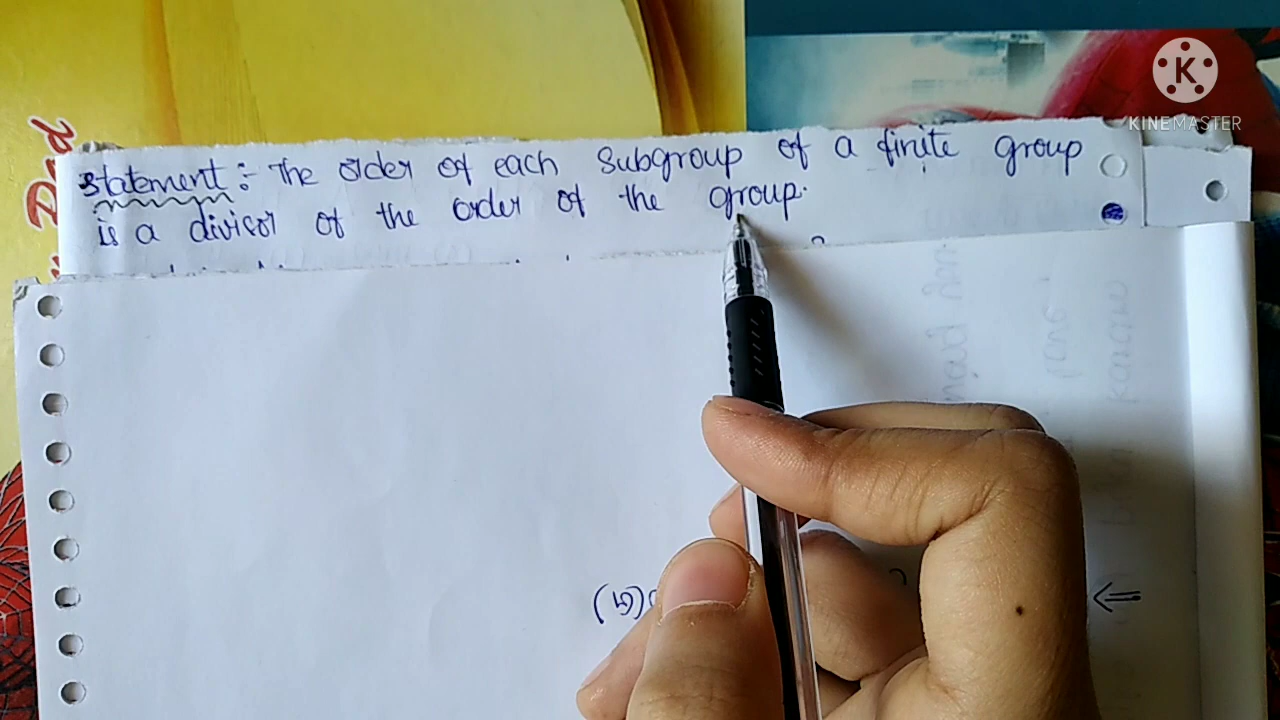 KINEMASTER
Statement :- The order of each subgroup of a finite group
is a divisor of the order of the group.